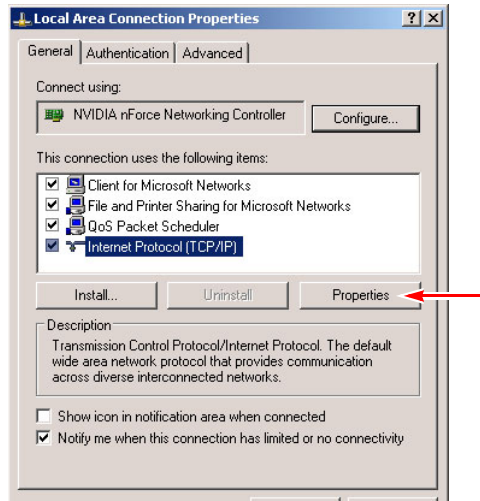 Local Area Connection Properties
General Authentication Advanced
Connect using:
NVIDIA nForce Networking Controller Configure...
This connection uses the following items:
Client for Microsoft Networks
File and Printer Sharing for Microsoft Networks
QoS Packet Scheduler
Internet Protocol (TCP/IP)
Install... Uninstall Properties
Description
Transmission Control Protocol/Internet Protocol. The default
wide area network protocol that provides communication
across diverse interconnected networks.
Show icon in notification area when connected
Notify me when this connection has limited or no connectivity